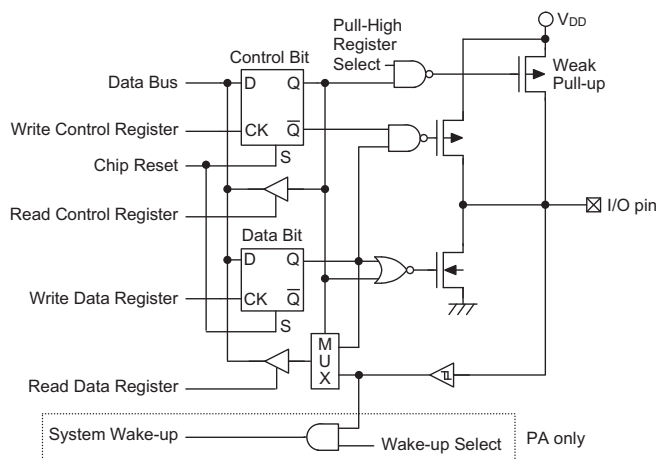 VDD
Pull-High
Register
Select
Control Bit
Weak
Pull-up
Data Bus
D
Q
Write Control Register
CK
Q
Chip Reset
S
I/O pin
Read Control Register
Data Bit
D
Q
Write Data Register
CK
Q
S
M
U
X
Read Data Register
System Wake-up
Wake-up Select
PA only